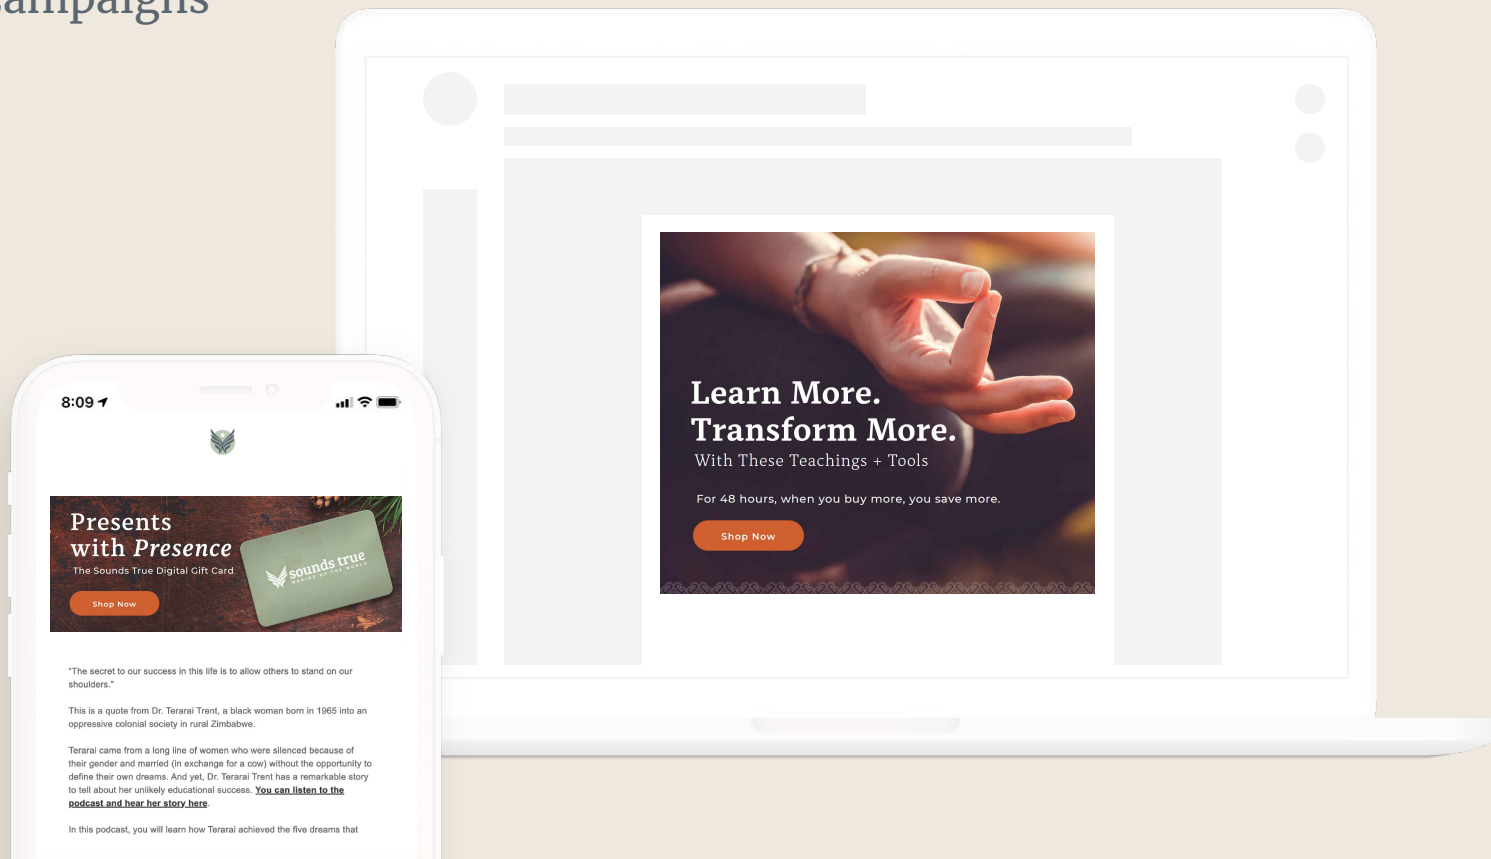 Campaigns
8:09
Presents
with Presence
The Sounds True Digital Gift Card
Shop Now
sounds true
WAKING UP THE WORLD
"The secret to our success in this life is to allow others to stand on our
shoulders."
This is a quote from Dr. Terarai Trent, a black woman born in 1965 into an
oppressive colonial society in rural Zimbabwe.
Terarai came from a long line of women who were silenced because of
their gender and married (in exchange for a cow) without the opportunity to
define their own dreams. And yet, Dr. Terarai Trent has a remarkable story
to tell about her unlikely educational success. You can listen to the
podcast and hear her story here.
In this podcast, you will learn how Terarai achieved the five dreams that
Learn More.
Transform More.
With These Teachings + Tools
For 48 hours, when you buy more, you save more.
Shop Now